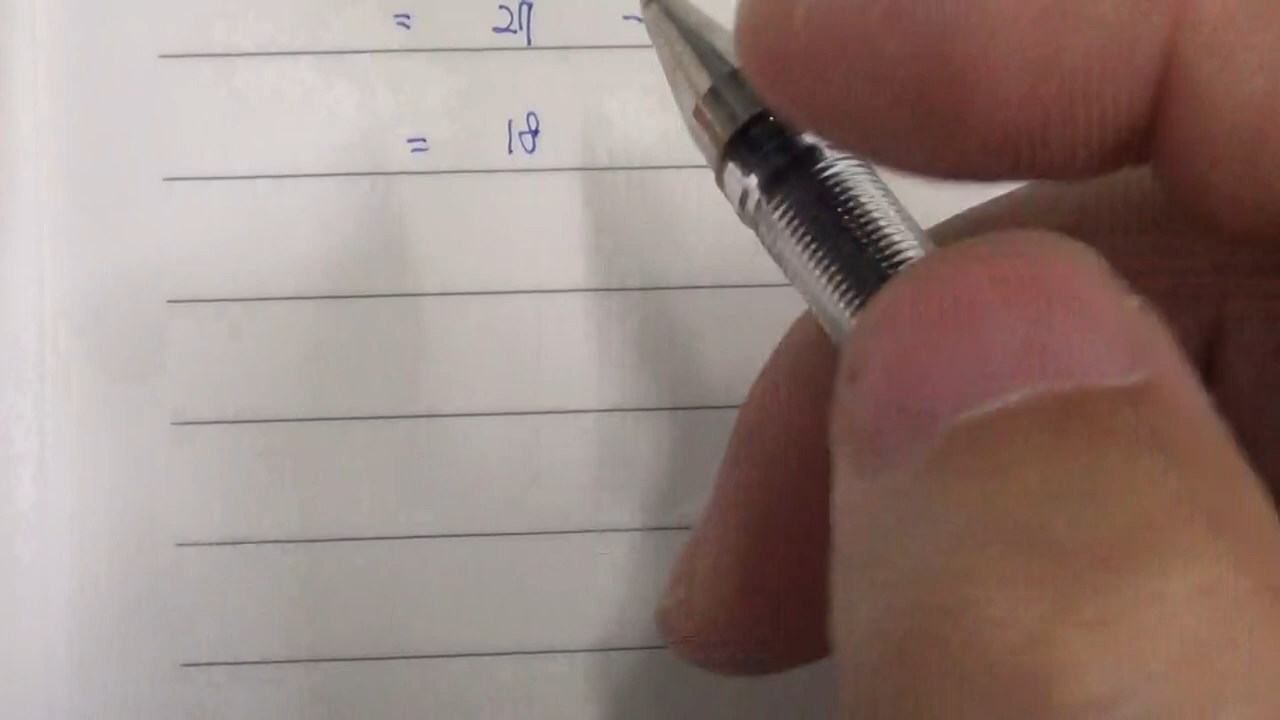 = 27 -
= 18